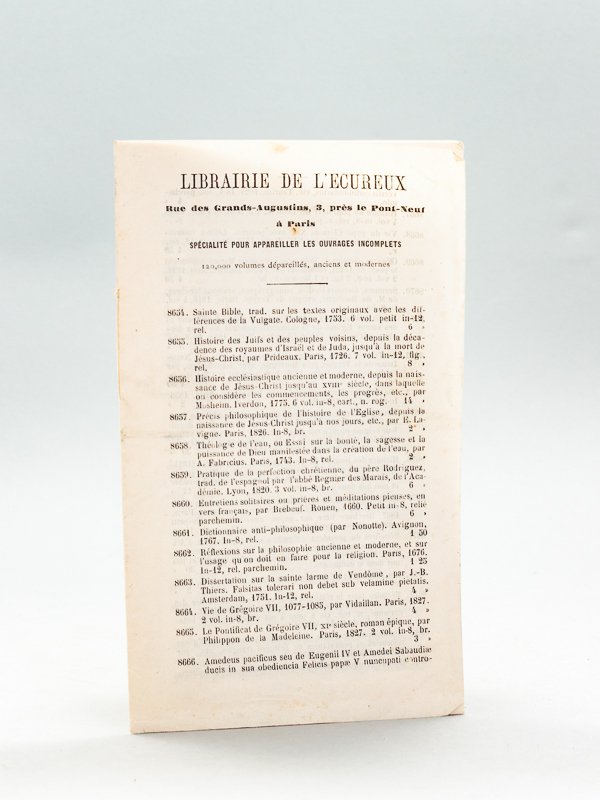 LIBRAIRIE DE L'ECUREUX
Rue des Grands-Augustins, 3, près le Pont-Neuf
à Paris
SPÉCIALITÉ POUR APPAREILLER LES OUVRAGES INCOMPLETS
120,000 volumes dépareillés, anciens et modernes
8654. Sainte Bible, trad. sur les textes originaux avec les dif-
férences de la Vulgate. Cologne, 1753. 6 vol. petit in-12,
rel. 6 »
8655. Histoire des Juifs et des peuples voisins, depuis la déca-
dence des royaumes d'Israël et de Juda, jusqu'à la mort de
Jésus-Christ, par Prideaux. Paris, 1726. 7 vol. in-12, fig.,
rel. 8 »
8656. Histoire ecclésiastique ancienne et moderne, depuis la nais-
sance de Jésus-Christ jusqu'au XVIIIe siècle, dans laquelle
on considère les commencements, les progrès, etc., par
Mosheim. Iverdon, 1775. 6 vol. in-8, cart., n. rog. 14 »
8657. Précis philosophique de l'histoire de l'Eglise, depuis la
naissance de Jésus-Christ jusqu'à nos jours, etc., par E. La-
vigne. Paris, 1826. In-8, br. 2 »
8658. Théologie de l'eau, ou Essai sur la bonté, la sagesse et la
puissance de Dieu manifestée dans la création de l'eau, par
A. Fabricius. Paris, 1743. In-8, rel. 2 »
8659. Pratique de la perfection chrétienne, du père Rodriguez,
trad. de l'espagnol par l'abbé Regnier des Marais, de l'Aca-
démie. Lyon, 1820. 3 vol. in-8, br. 6 »
8660. Entretiens solitaires ou prières et méditations pieuses, en
vers français, par Brébeuf. Rouen, 1660. Petit in-8, relié
parchemin. 6 »
8661. Dictionnaire anti-philosophique (par Nonotte). Avignon,
1767. In-8, rel. 1 50
8662. Réflexions sur la philosophie ancienne et moderne, et sur
l'usage qu'on doit en faire pour la religion. Paris, 1676.
In-12, rel. parchemin. 1 25
8663. Dissertation sur la sainte larme de Vendôme, par J.-B.
Thiers. Falsitas tolerari non debet sub velamine pietatis.
Amsterdam, 1751. In-12, rel. 4 »
8664. Vie de Grégoire VII, 1077-1085, par Vidaillan. Paris, 1827.
2 vol. in-8, br. 4 »
8665. Le Pontificat de Grégoire VII, XIe siècle, roman épique, par
Philippon de la Madeleine. Paris, 1827. 2 vol. in-8, br.
3 »
8666. Amedeus pacificus seu de Eugenii IV et Amedei Sabaudiæ
ducis in sua obediencia Felicis papæ V nuncupati contro-